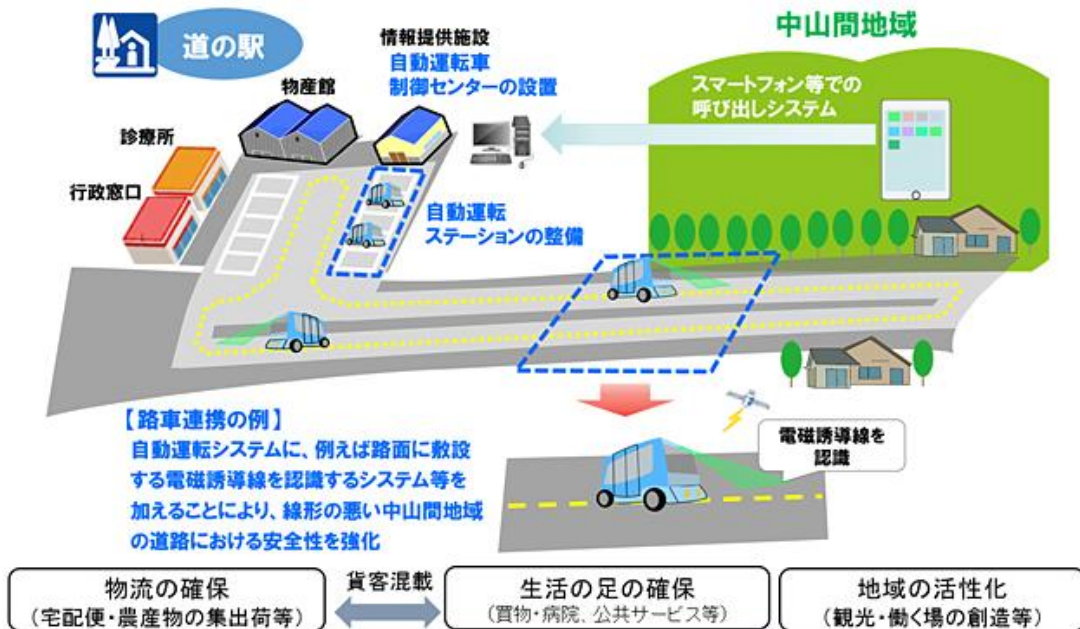 道の駅
情報提供施設
自動運転車
制御センターの設置
物産館
診療所
行政窓口
自動運転
ステーションの整備
中山間地域
スマートフォン等での
呼び出しシステム
【路車連携の例】
自動運転システムに、例えば路面に敷設
する電磁誘導線を認識するシステム等を
加えることにより、線形の悪い中山間地域
の道路における安全性を強化
電磁誘導線を
認識
物流の確保
(宅配便・農産物の集出荷等)
貨客混載
生活の足の確保
(買物・病院、公共サービス等)
地域の活性化
(観光・働く場の創造等)